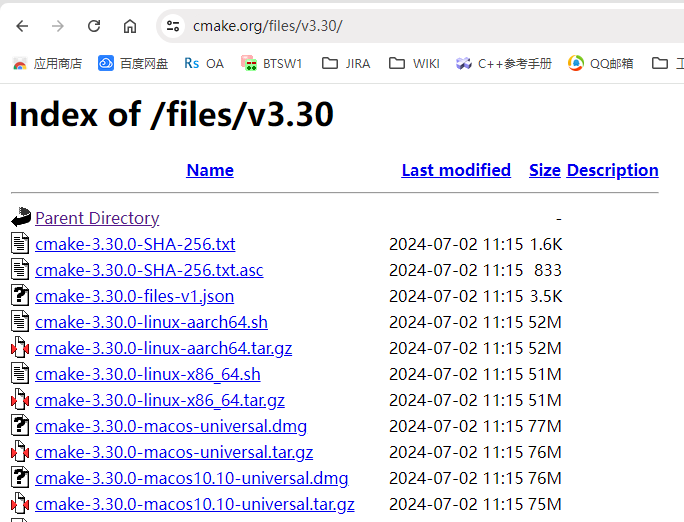 cmake.org/files/v3.30/
应用商店 百度网盘 Rs OA BTSW1 JIRA WIKI C++参考手册 QQ邮箱
Index of /files/v3.30
Name Last modified Size Description
Parent Directory -
cmake-3.30.0-SHA-256.txt 2024-07-02 11:15 1.6K
cmake-3.30.0-SHA-256.txt.asc 2024-07-02 11:15 833
cmake-3.30.0-files-v1.json 2024-07-02 11:15 3.5K
cmake-3.30.0-linux-aarch64.sh 2024-07-02 11:15 52M
cmake-3.30.0-linux-aarch64.tar.gz 2024-07-02 11:15 52M
cmake-3.30.0-linux-x86_64.sh 2024-07-02 11:15 51M
cmake-3.30.0-linux-x86_64.tar.gz 2024-07-02 11:15 51M
cmake-3.30.0-macos-universal.dmg 2024-07-02 11:15 77M
cmake-3.30.0-macos-universal.tar.gz 2024-07-02 11:15 76M
cmake-3.30.0-macos10.10-universal.dmg 2024-07-02 11:15 76M
cmake-3.30.0-macos10.10-universal.tar.gz 2024-07-02 11:15 75M